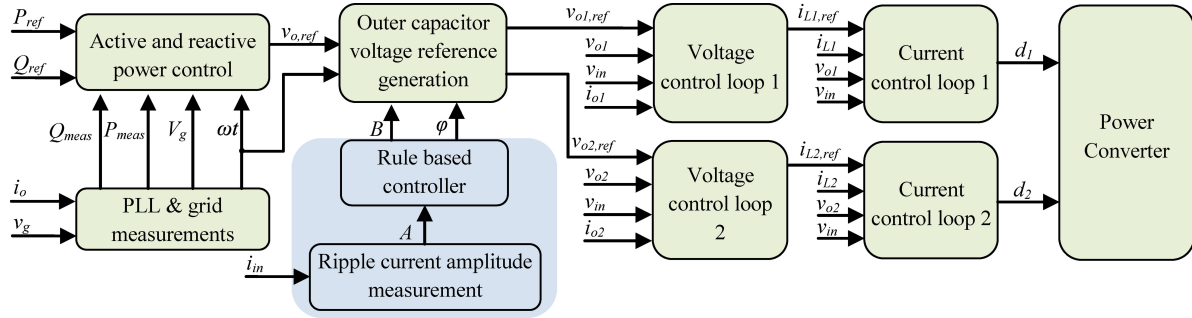 P_ref
Q_ref
Active and reactive
power control
v_o,ref
Q_meas
P_meas
V_g
ωt
i_o
v_g
PLL & grid
measurements
Outer capacitor
voltage reference
generation
B
φ
Rule based
controller
A
i_in
Ripple current amplitude
measurement
v_o1,ref
v_o1
v_in
i_o1
Voltage
control loop 1
i_L1,ref
i_L1
v_o1
v_in
Current
control loop 1
d_1
v_o2,ref
v_o2
v_in
i_o2
Voltage
control loop
2
i_L2,ref
i_L2
v_o2
v_in
Current
control loop 2
d_2
Power
Converter